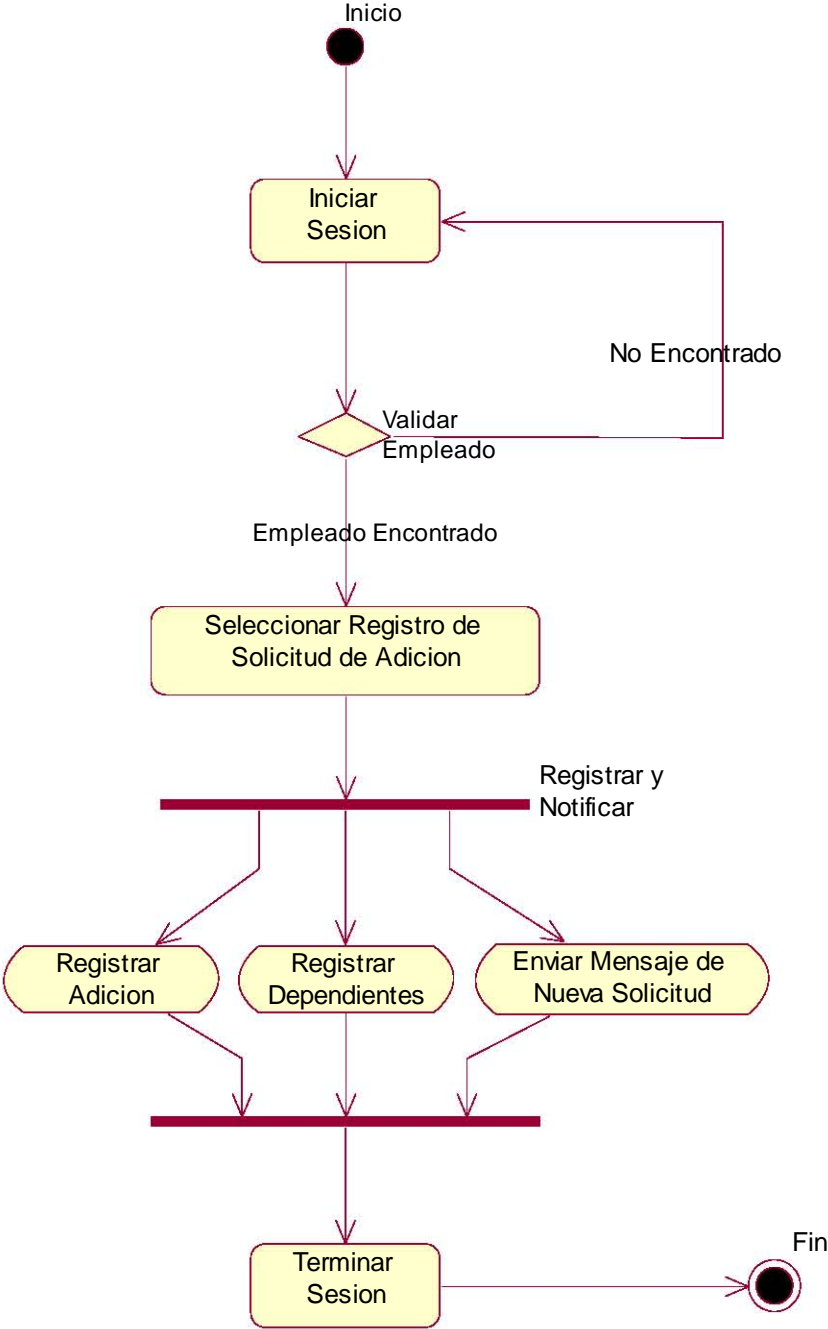 Inicio
Iniciar
Sesion
No Encontrado
Validar
Empleado
Empleado Encontrado
Seleccionar Registro de
Solicitud de Adicion
Registrar y
Notificar
Registrar
Adicion
Registrar
Dependientes
Enviar Mensaje de
Nueva Solicitud
Terminar
Sesion
Fin